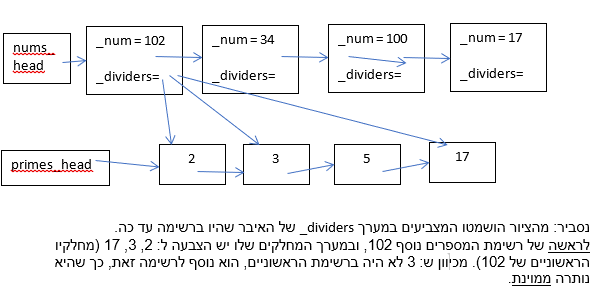 nums_
head
_num = 102
_dividers=
_num = 34
_dividers=
_num = 100
_dividers=
_num = 17
_dividers=
primes_head
2
3
5
17
נסביר: מהציור הושמטו המצביעים במערך dividers_ של האיבר שהיו ברשימה עד כה.
לראשה של רשימת המספרים נוסף 102, ובמערך המחלקים שלו יש הצבעה ל: 2, 3, 17 (מחלקיו
הראשוניים של 102). מכיוון ש: 3 לא היה ברשימת הראשוניים, הוא נוסף לרשימה זאת, כך שהיא
נותרה ממוינת.